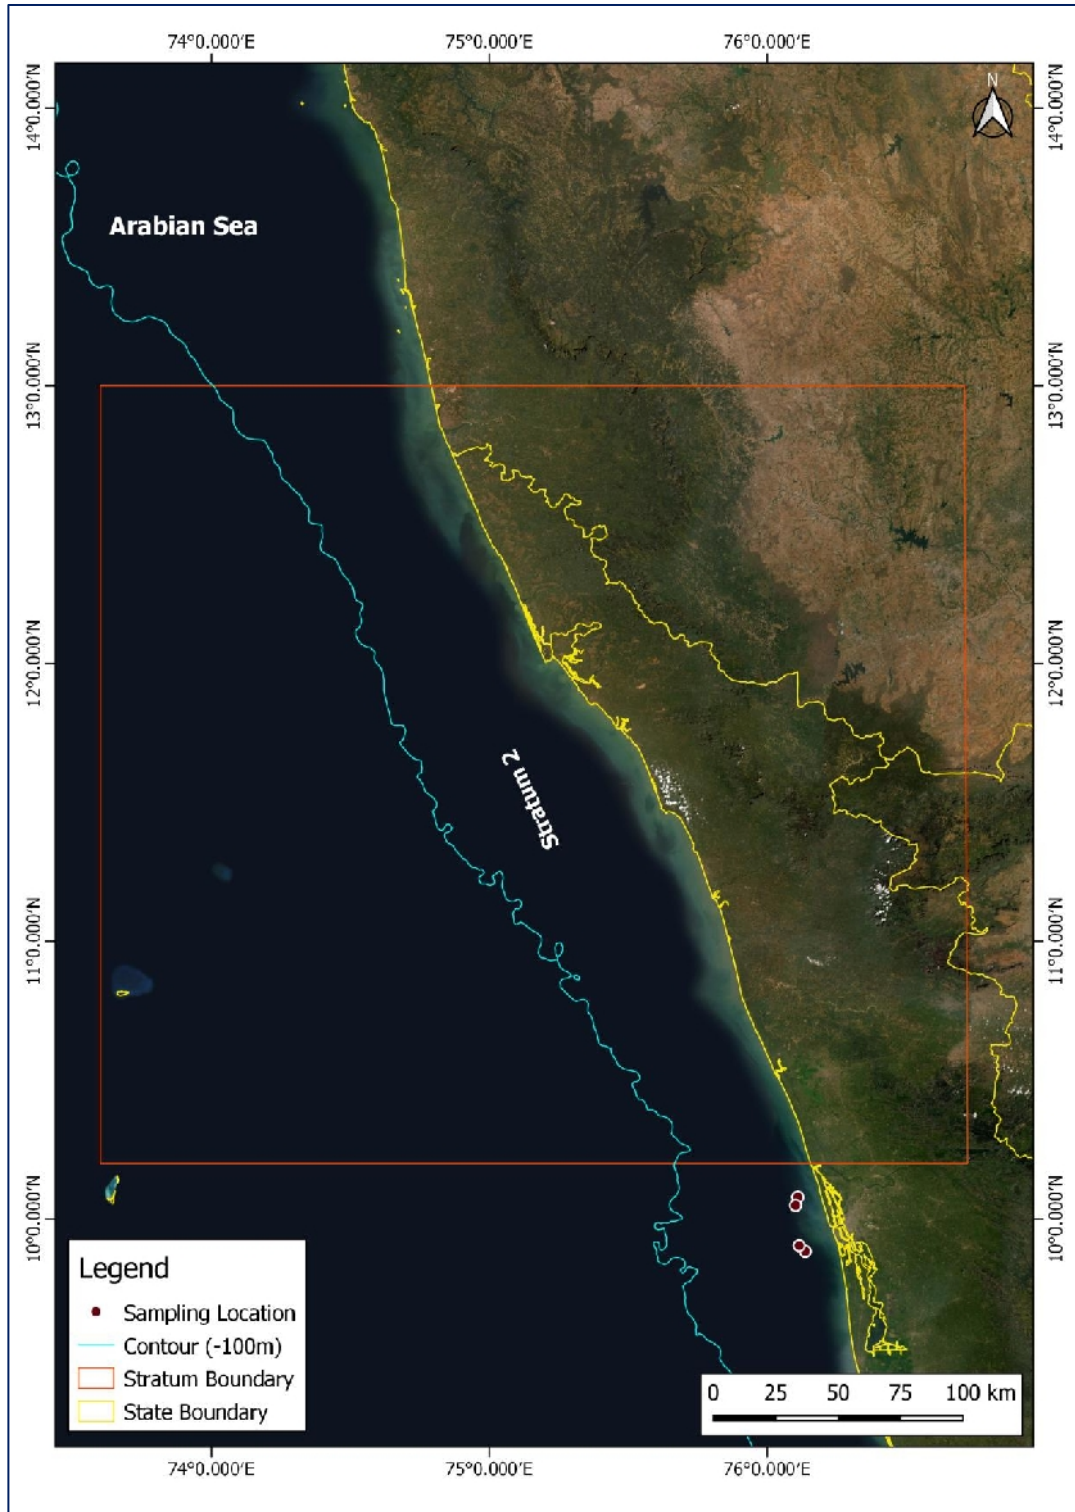 74°0.000'E 75°0.000'E 76°0.000'E
N
14°0.000'N 14°0.000'N
Arabian Sea
13°0.000'N 13°0.000'N
12°0.000'N 12°0.000'N
Stratum 2
11°0.000'N 11°0.000'N
10°0.000'N 10°0.000'N
Legend
Sampling Location
Contour (-100m)
Stratum Boundary
State Boundary
0 25 50 75 100 km
74°0.000'E 75°0.000'E 76°0.000'E